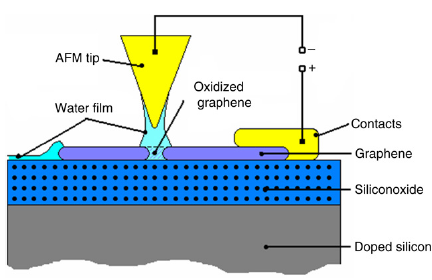 AFM tip
Oxidized
graphene
Water film
−
+
Contacts
Graphene
Siliconoxide
Doped silicon